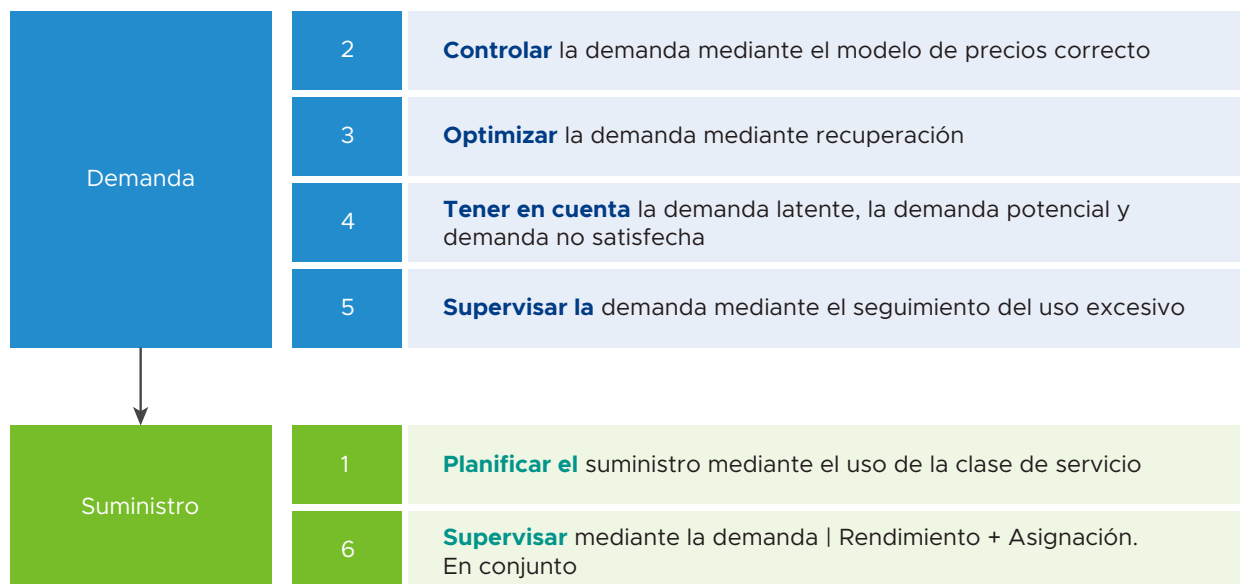 Demanda
2
Controlar la demanda mediante el modelo de precios correcto
3
Optimizar la demanda mediante recuperación
4
Tener en cuenta la demanda latente, la demanda potencial y
demanda no satisfecha
5
Supervisar la demanda mediante el seguimiento del uso excesivo
Suministro
1
Planificar el suministro mediante el uso de la clase de servicio
6
Supervisar mediante la demanda | Rendimiento + Asignación.
En conjunto